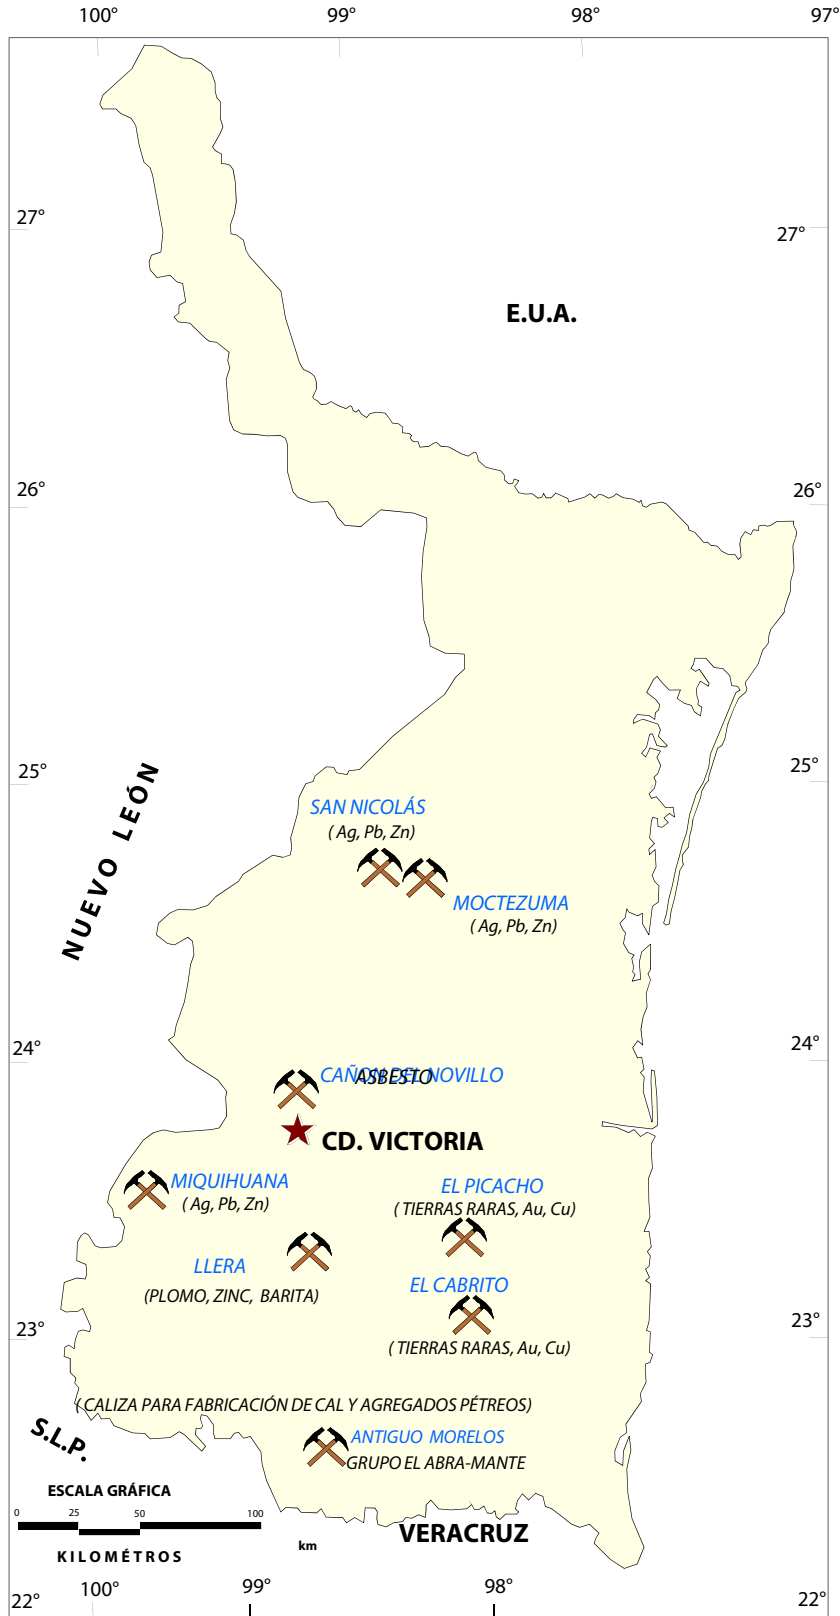 100° 99° 98° 97°
27° 27°
E.U.A.
26° 26°
25° 25°
NUEVO LEÓN
SAN NICOLÁS
( Ag, Pb, Zn)
MOCTEZUMA
( Ag, Pb, Zn)
24° 24°
CAÑON DEL NOVILLO
ASBESTO
CD. VICTORIA
MIQUIHUANA
( Ag, Pb, Zn)
EL PICACHO
( TIERRAS RARAS, Au, Cu)
LLERA
(PLOMO, ZINC, BARITA)
EL CABRITO
( TIERRAS RARAS, Au, Cu)
23° 23°
( CALIZA PARA FABRICACIÓN DE CAL Y AGREGADOS PÉTREOS)
S.L.P.
ANTIGUO MORELOS
GRUPO EL ABRA-MANTE
ESCALA GRÁFICA
0 25 50 100
km
KILOMÉTROS
VERACRUZ
22° 100° 99° 98° 22°